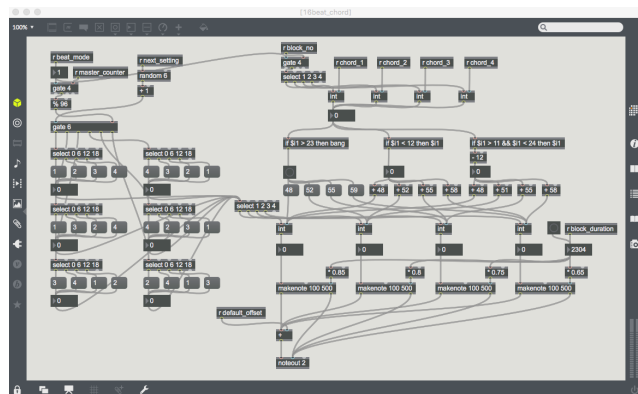 [16beat_chord]
100%
r beat_mode
r next_setting
r block_no
1
r master_counter
gate 4
r chord_1
r chord_2
r chord_3
r chord_4
gate 4
random 6
select 1 2 3 4
% 96
+ 1
int
int
int
int
0
gate 6
if $i1 > 23 then bang
if $i1 < 12 then $i1
if $i1 > 11 && $i1 < 24 then $i1
select 0 6 12 18
select 0 6 12 18
- 12
1
2
3
4
4
3
2
1
0
0
0
0
48
52
55
59
+ 48
+ 52
+ 55
+ 58
+ 48
+ 51
+ 55
+ 58
select 0 6 12 18
select 0 6 12 18
select 1 2 3 4
1
3
2
4
4
2
3
1
int
int
int
int
r block_duration
0
0
0
0
0
0
2304
select 0 6 12 18
select 0 6 12 18
* 0.85
* 0.8
* 0.75
* 0.65
3
4
1
2
2
1
4
3
makenote 100 500
makenote 100 500
makenote 100 500
makenote 100 500
0
0
r default_offset
+
noteout 2